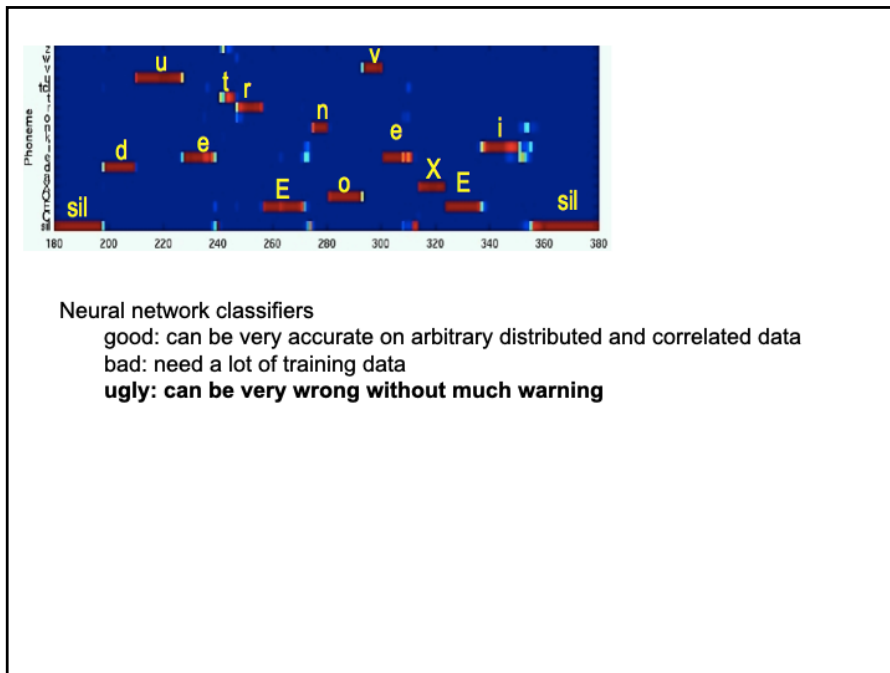 z
w
v
u
td
t
r
o
n
k
i
e
d
sil
Phoneme
u
v
t r
n
d
e
e
i
E
o
X
E
sil
sil
180 200 220 240 260 280 300 320 340 360 380
Neural network classifiers
good: can be very accurate on arbitrary distributed and correlated data
bad: need a lot of training data
ugly: can be very wrong without much warning